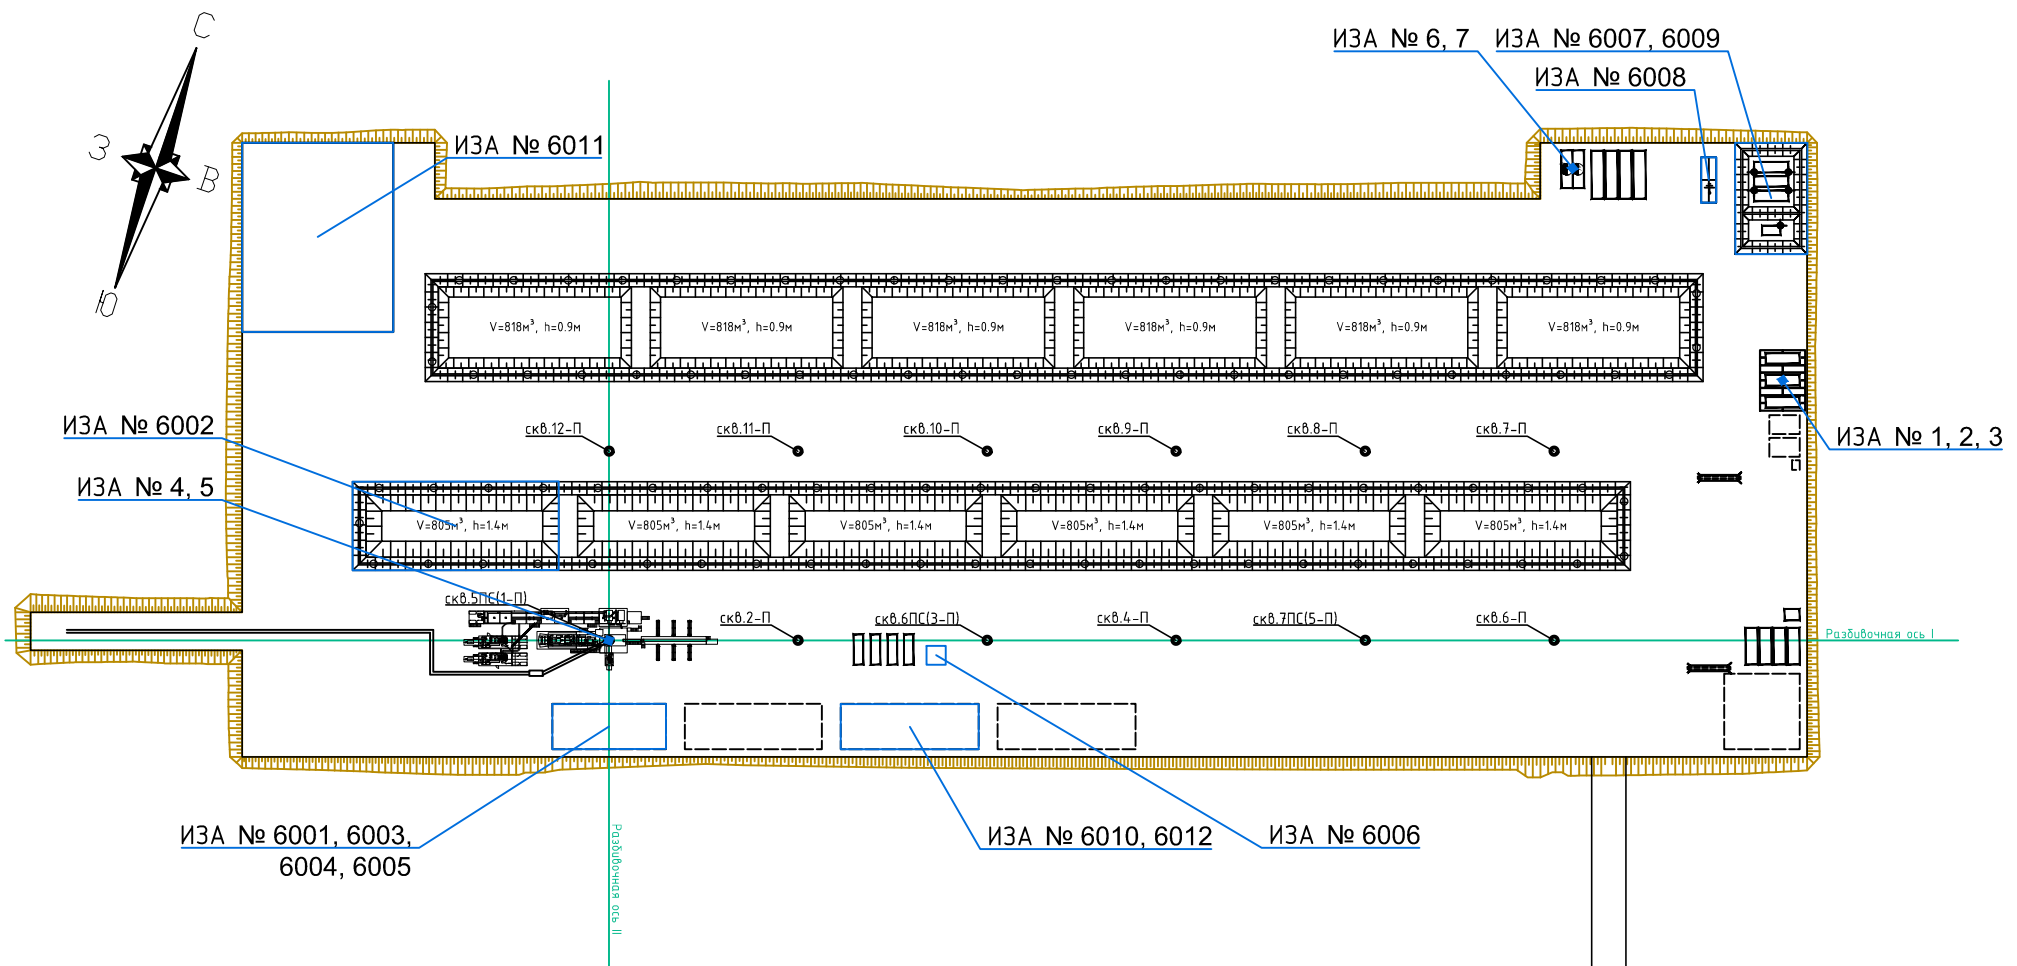 С
З
В
Ю
ИЗА № 6, 7
ИЗА № 6007, 6009
ИЗА № 6008
ИЗА № 6011
V=818м³, h=0.9м
V=818м³, h=0.9м
V=818м³, h=0.9м
V=818м³, h=0.9м
V=818м³, h=0.9м
V=818м³, h=0.9м
ИЗА № 6002
скв.12-П
скв.11-П
скв.10-П
скв.9-П
скв.8-П
скв.7-П
ИЗА № 1, 2, 3
ИЗА № 4, 5
V=805м³, h=1.4м
V=805м³, h=1.4м
V=805м³, h=1.4м
V=805м³, h=1.4м
V=805м³, h=1.4м
V=805м³, h=1.4м
скв.5ПС(1-П)
скв.2-П
скв.6ПС(3-П)
скв.4-П
скв.7ПС(5-П)
скв.6-П
Разбивочная ось I
ИЗА № 6001, 6003,
6004, 6005
Разбивочная ось II
ИЗА № 6010, 6012
ИЗА № 6006